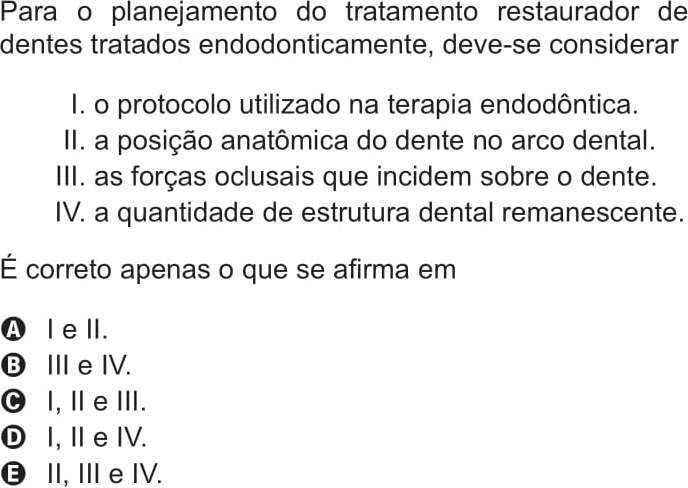 Para o planejamento do tratamento restaurador de
dentes tratados endodonticamente, deve-se considerar
I. o protocolo utilizado na terapia endodôntica.
II. a posição anatômica do dente no arco dental.
III. as forças oclusais que incidem sobre o dente.
IV. a quantidade de estrutura dental remanescente.
É correto apenas o que se afirma em
A I e II.
B III e IV.
C I, II e III.
D I, II e IV.
E II, III e IV.